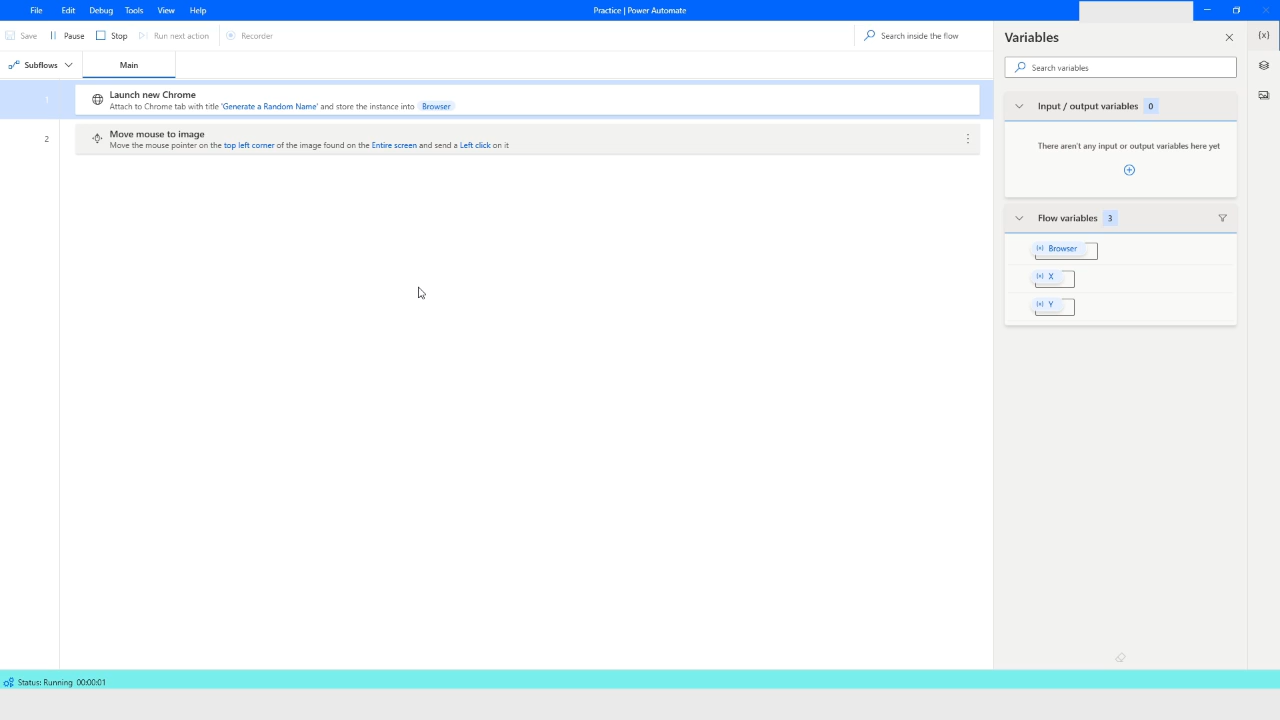 File Edit Debug Tools View Help Practice | Power Automate
Save Pause Stop Run next action Recorder Search inside the flow
Subflows Main
1 Launch new Chrome
Attach to Chrome tab with title 'Generate a Random Name' and store the instance into Browser
2 Move mouse to image
Move the mouse pointer on the top left corner of the image found on the Entire screen and send a Left click on it
Variables
{x}
Search variables
Input / output variables 0
There aren't any input or output variables here yet
Flow variables 3
(x) Browser
(x) X
(x) Y
Status: Running 00:00:01